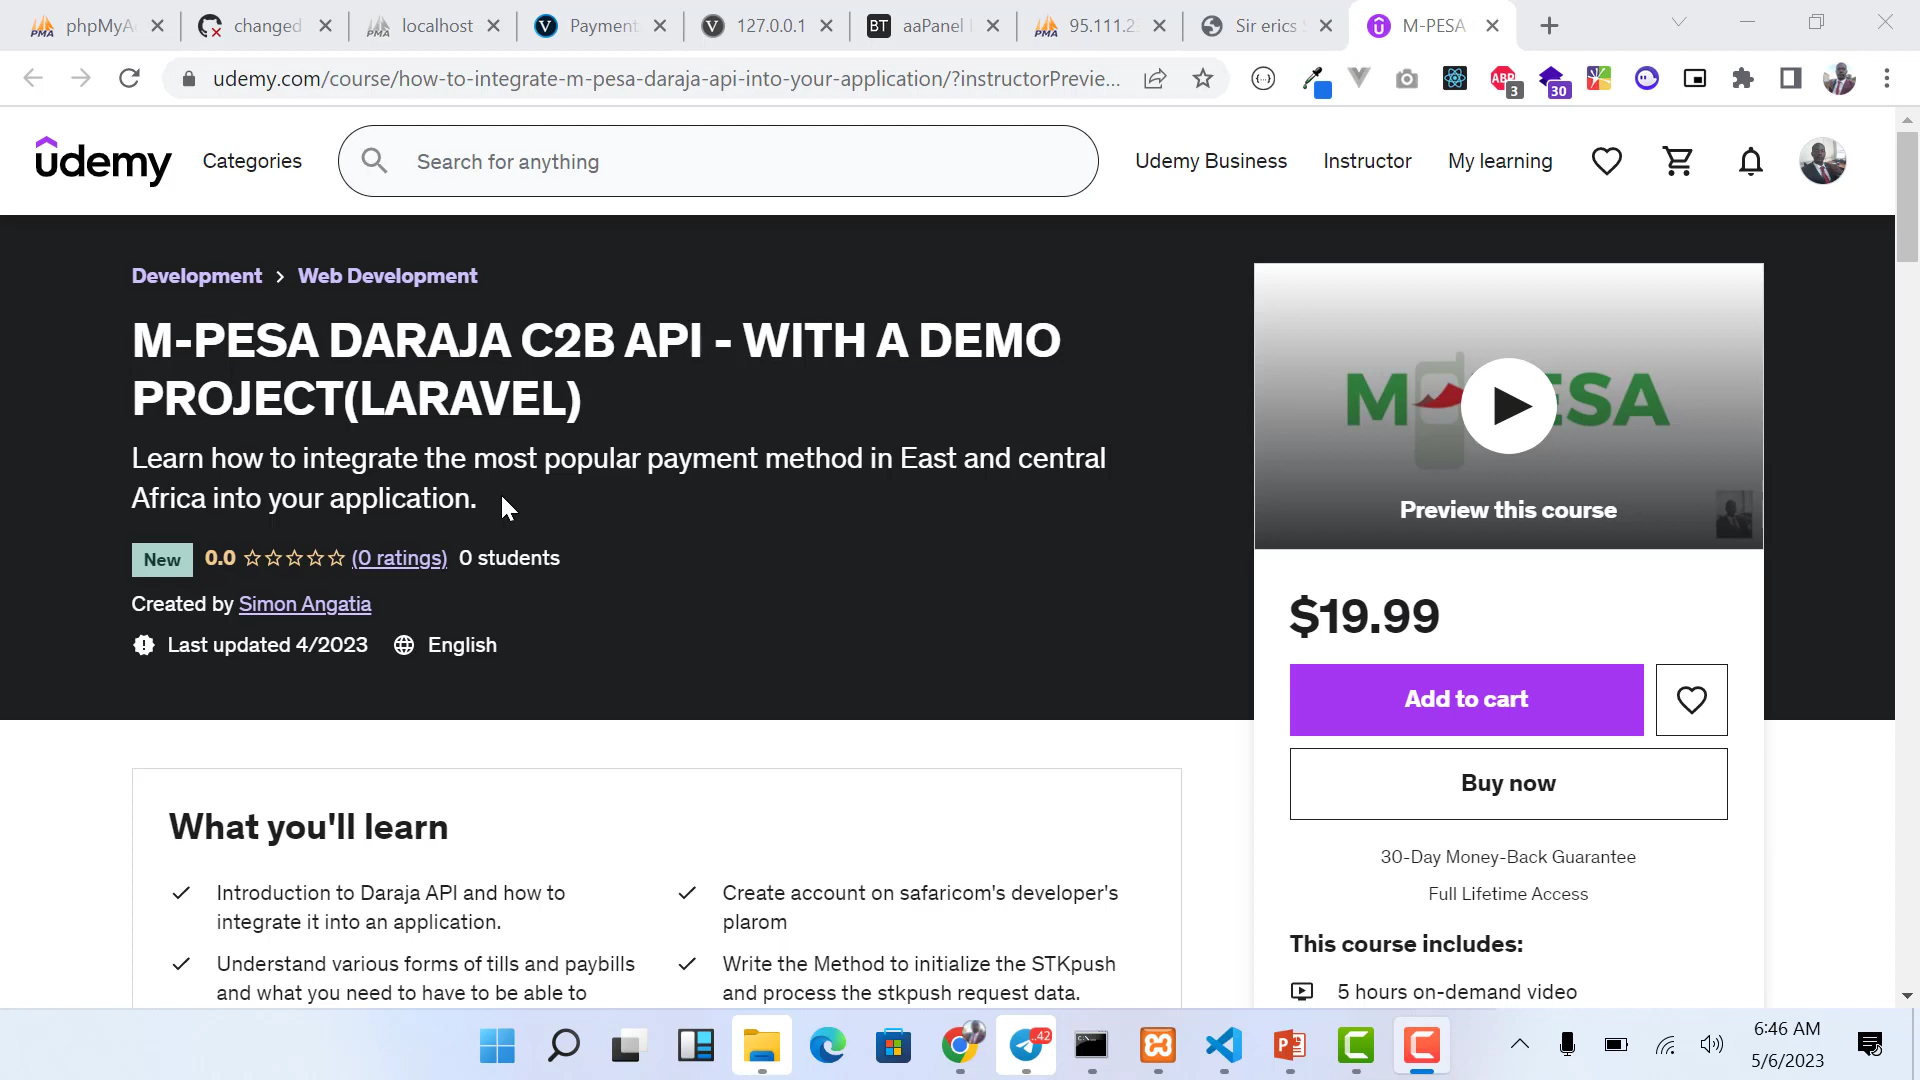 phpMyA changed localhost Payment 127.0.0.1 aaPanel 95.111.2 Sir erics M-PESA
udemy.com/course/how-to-integrate-m-pesa-daraja-api-into-your-application/?instructorPrevie...
ABP 3 30
udemy Categories Search for anything Udemy Business Instructor My learning
Development > Web Development
M-PESA DARAJA C2B API - WITH A DEMO
PROJECT(LARAVEL)
Learn how to integrate the most popular payment method in East and central
Africa into your application.
New 0.0 (0 ratings) 0 students
Created by Simon Angatia
Last updated 4/2023 English
M PESA
Preview this course
$19.99
Add to cart
Buy now
30-Day Money-Back Guarantee
Full Lifetime Access
This course includes:
5 hours on-demand video
What you'll learn
Introduction to Daraja API and how to
integrate it into an application.
Create account on safaricom's developer's
plarom
Understand various forms of tills and paybills
and what you need to have to be able to
Write the Method to initialize the STKpush
and process the stkpush request data.
6:46 AM
5/6/2023